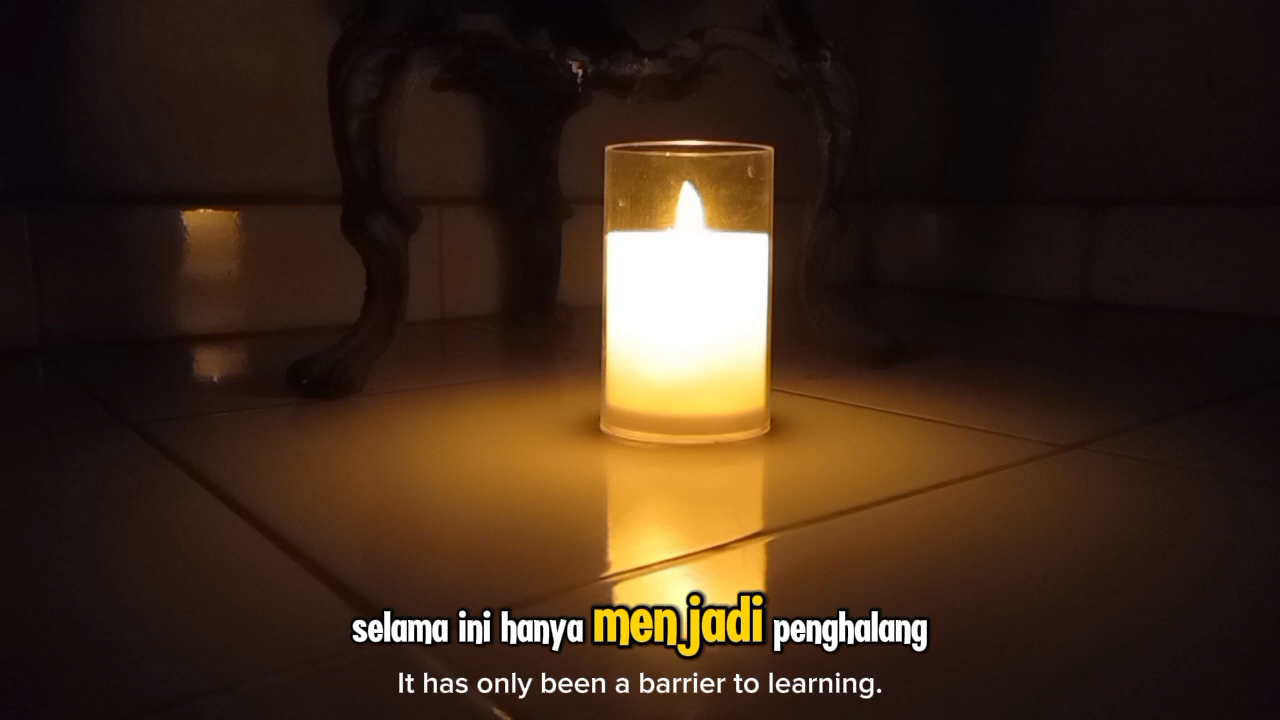 selama ini hanya menjadi penghalang
It has only been a barrier to learning.